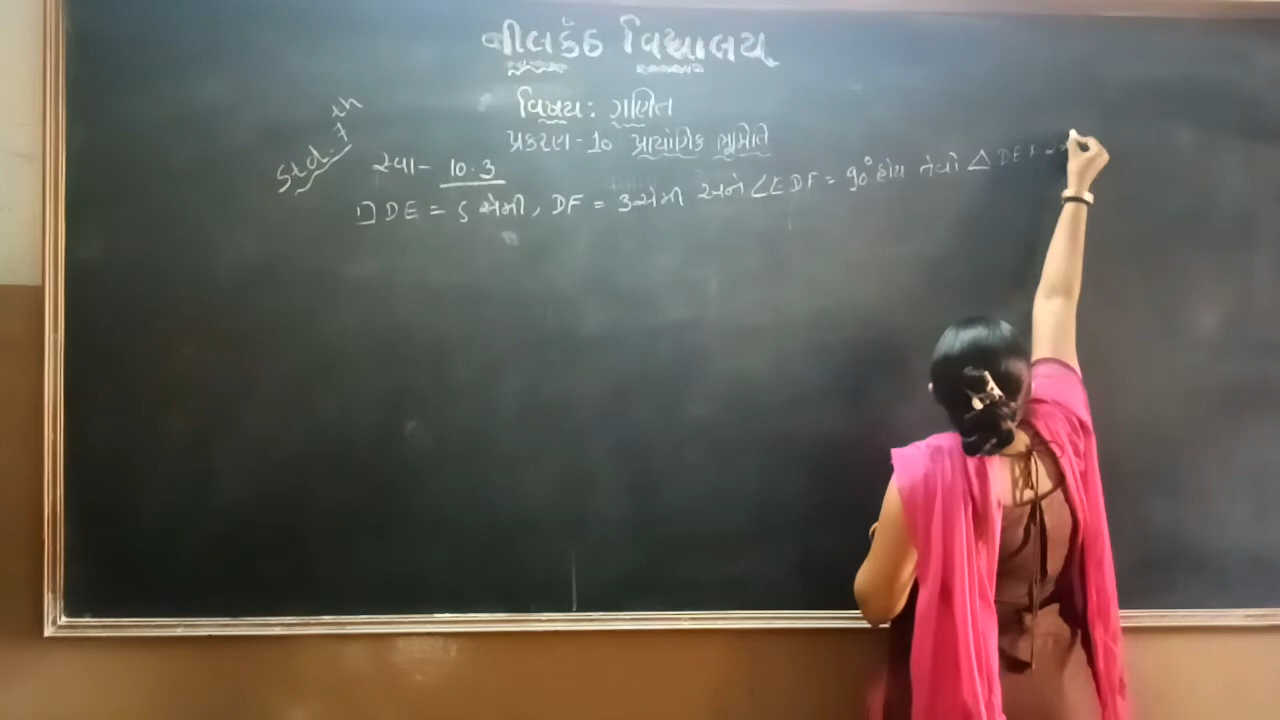 નીલકંઠ વિદ્યાલય
વિષય: ગણિત
પ્રકરણ-10 પ્રાયોગિક ભૂમિતિ
Std. 7th
સ્વા- 10.3
1) DE = 5 સેમી, DF = 3 સેમી અને ∠EDF = 90° હોય તેવો △ DEF